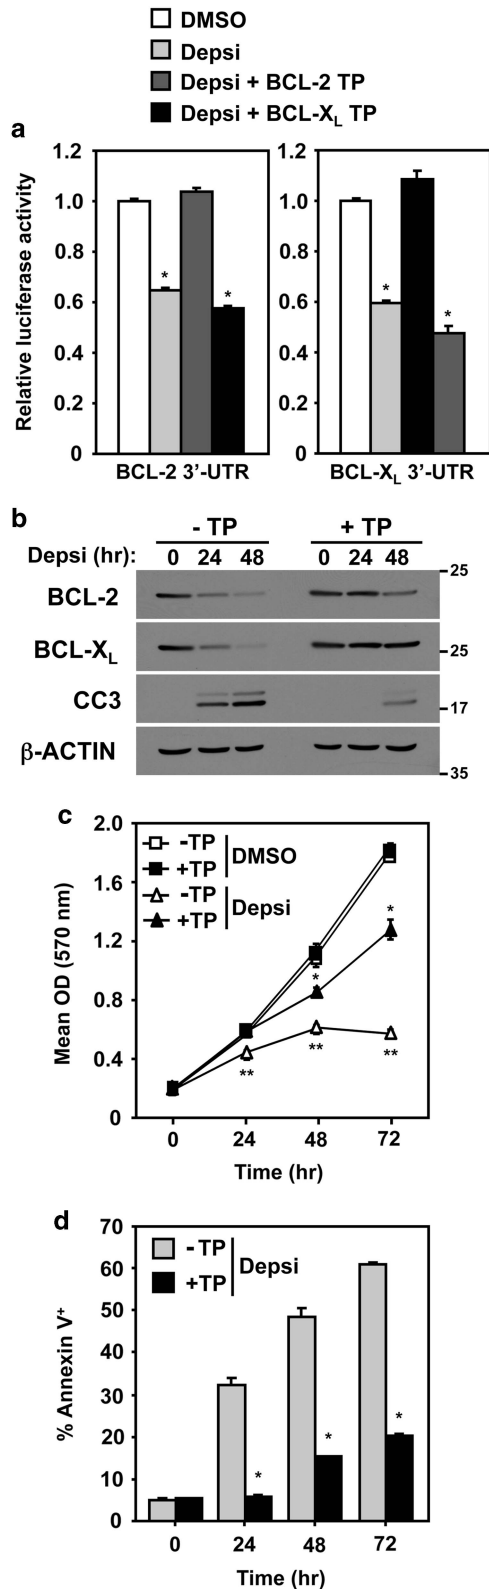 DMSO
Depsi
Depsi + BCL-2 TP
Depsi + BCL-XL TP
a
Relative luciferase activity
1.2
1.0
0.8
0.6
0.4
0.2
0
*
*
BCL-2 3’-UTR
1.2
1.0
0.8
0.6
0.4
0.2
0
*
*
BCL-XL 3’-UTR
b
- TP + TP
Depsi (hr): 0 24 48 0 24 48
25
BCL-2
BCL-XL
25
CC3
17
β-ACTIN
35
c
Mean OD (570 nm)
2.0
1.6
1.2
0.8
0.4
0
-TP
+TP
DMSO
-TP
+TP
Depsi
*
*
** ** **
0 24 48 72
Time (hr)
d
% Annexin V+
70
60
50
40
30
20
10
0
- TP
+TP
Depsi
*
*
*
0 24 48 72
Time (hr)